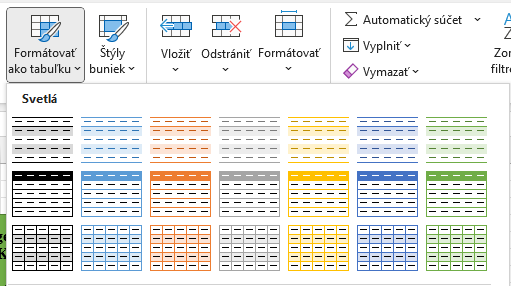 Formátovať
ako tabuľku
Štýly
buniek
Vložiť
Odstrániť
Formátovať
Automatický súčet
Vyplniť
Vymazať
Svetlá